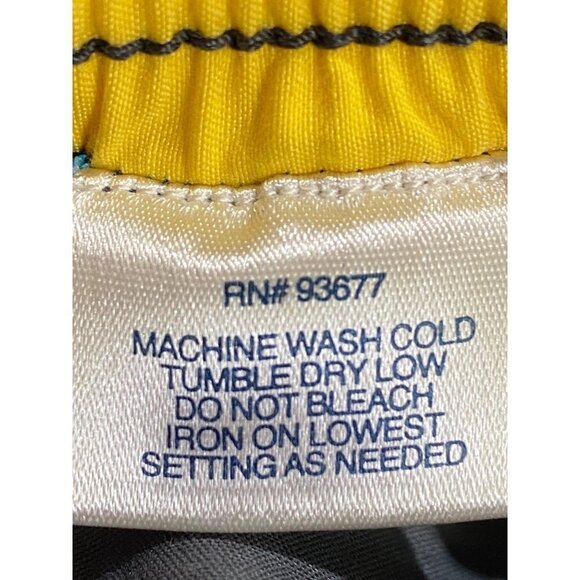 RN# 93677
MACHINE WASH COLD
TUMBLE DRY LOW
DO NOT BLEACH
IRON ON LOWEST
SETTING AS NEEDED